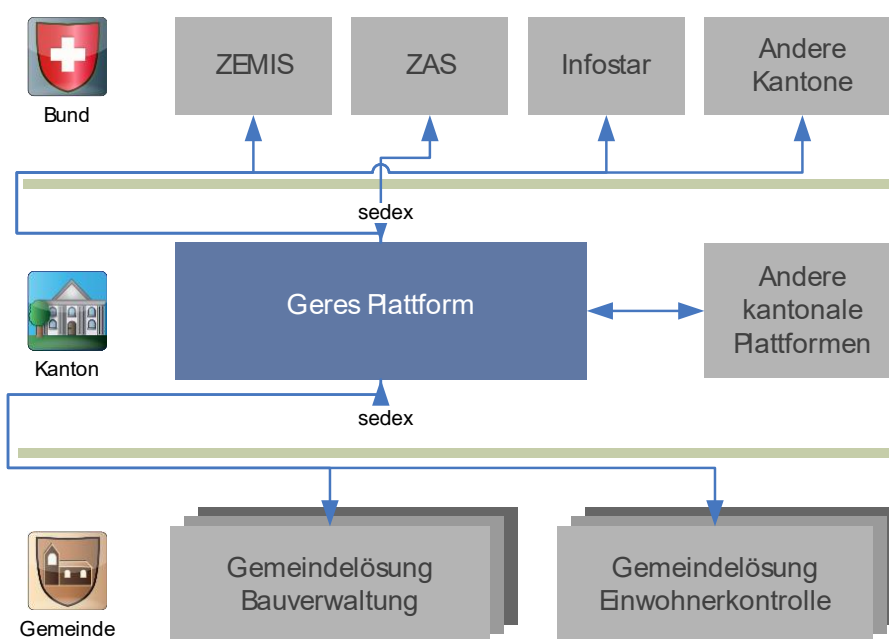 Bund
ZEMIS
ZAS
Infostar
Andere
Kantone
sedex
Kanton
Geres Plattform
Andere
kantonale
Plattformen
sedex
Gemeinde
Gemeindelösung
Bauverwaltung
Gemeindelösung
Einwohnerkontrolle